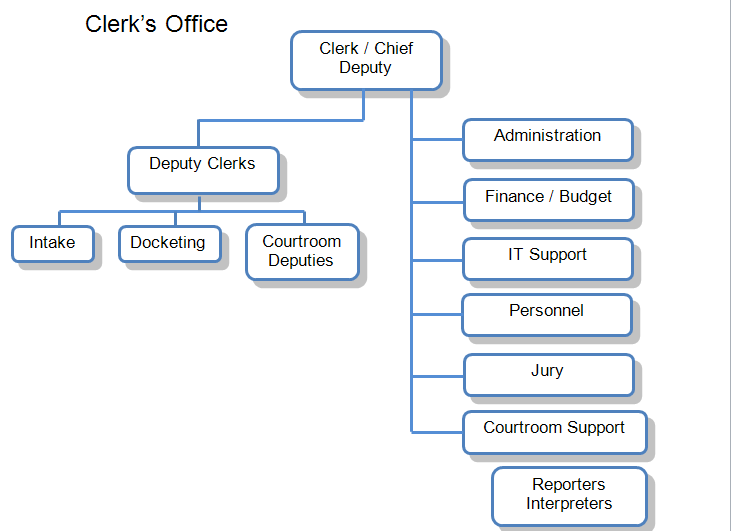 Clerk’s Office
Clerk / Chief
Deputy
Deputy Clerks
Intake
Docketing
Courtroom
Deputies
Administration
Finance / Budget
IT Support
Personnel
Jury
Courtroom Support
Reporters
Interpreters